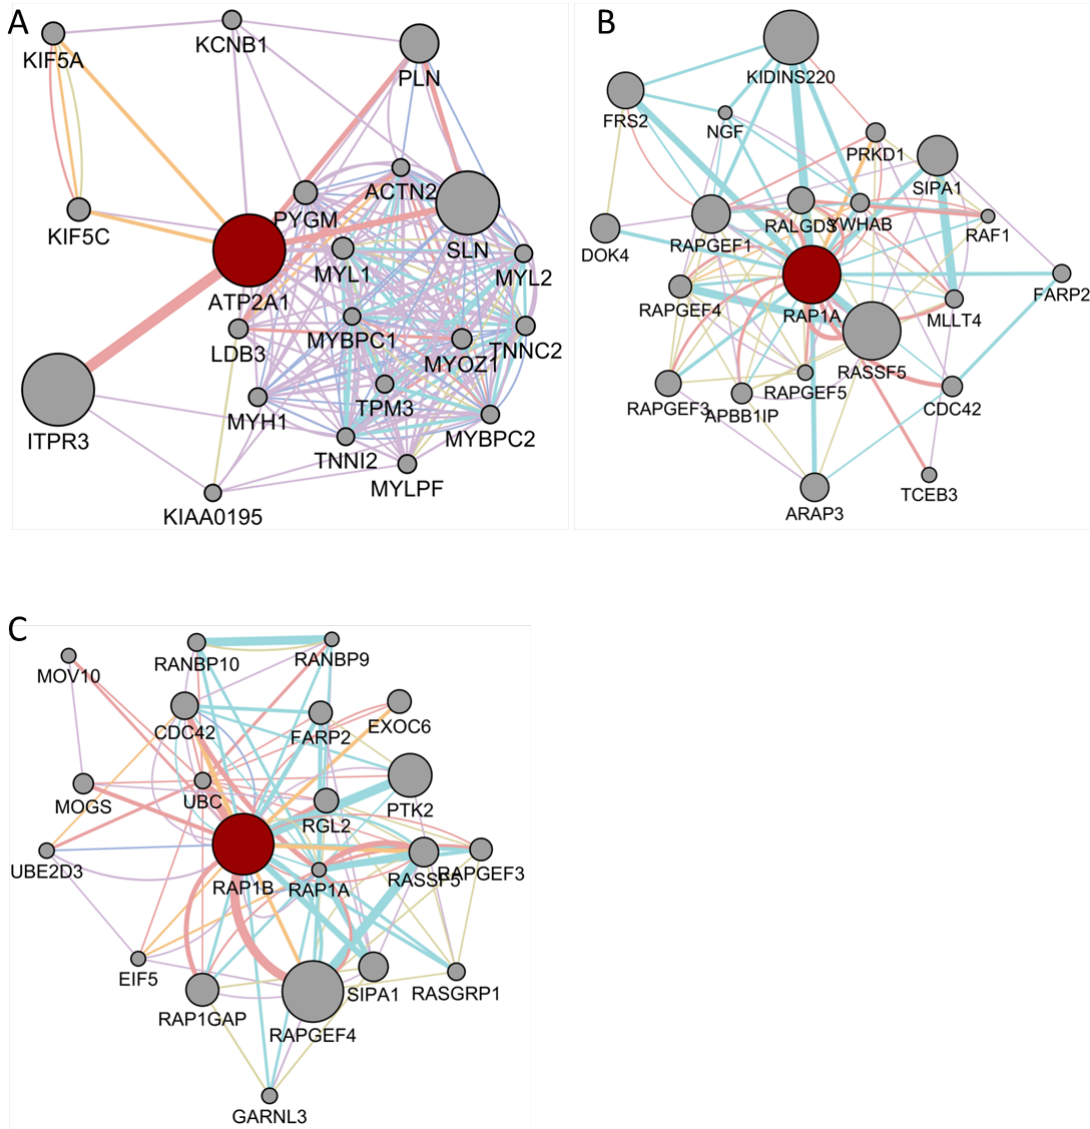 A
KIF5A
KCNB1
PLN
KIF5C
PYGM
ACTN2
SLN
ATP2A1
MYL1
MYL2
LDB3
MYBPC1
MYOZ1
TNNC2
ITPR3
MYH1
TPM3
MYBPC2
TNNI2
MYLPF
KIAA0195
B
KIDINS220
FRS2
NGF
PRKD1
SIPA1
DOK4
RAPGEF1
RALGDS
YWHAB
RAF1
RAPGEF4
RAP1A
FARP2
MLLT4
RASSF5
RAPGEF3
APBB1IP
RAPGEF5
CDC42
TCEB3
ARAP3
C
MOV10
RANBP10
RANBP9
CDC42
FARP2
EXOC6
MOGS
UBC
RGL2
PTK2
UBE2D3
RAP1B
RAP1A
RASSF5
RAPGEF3
EIF5
RAP1GAP
RAPGEF4
SIPA1
RASGRP1
GARNL3